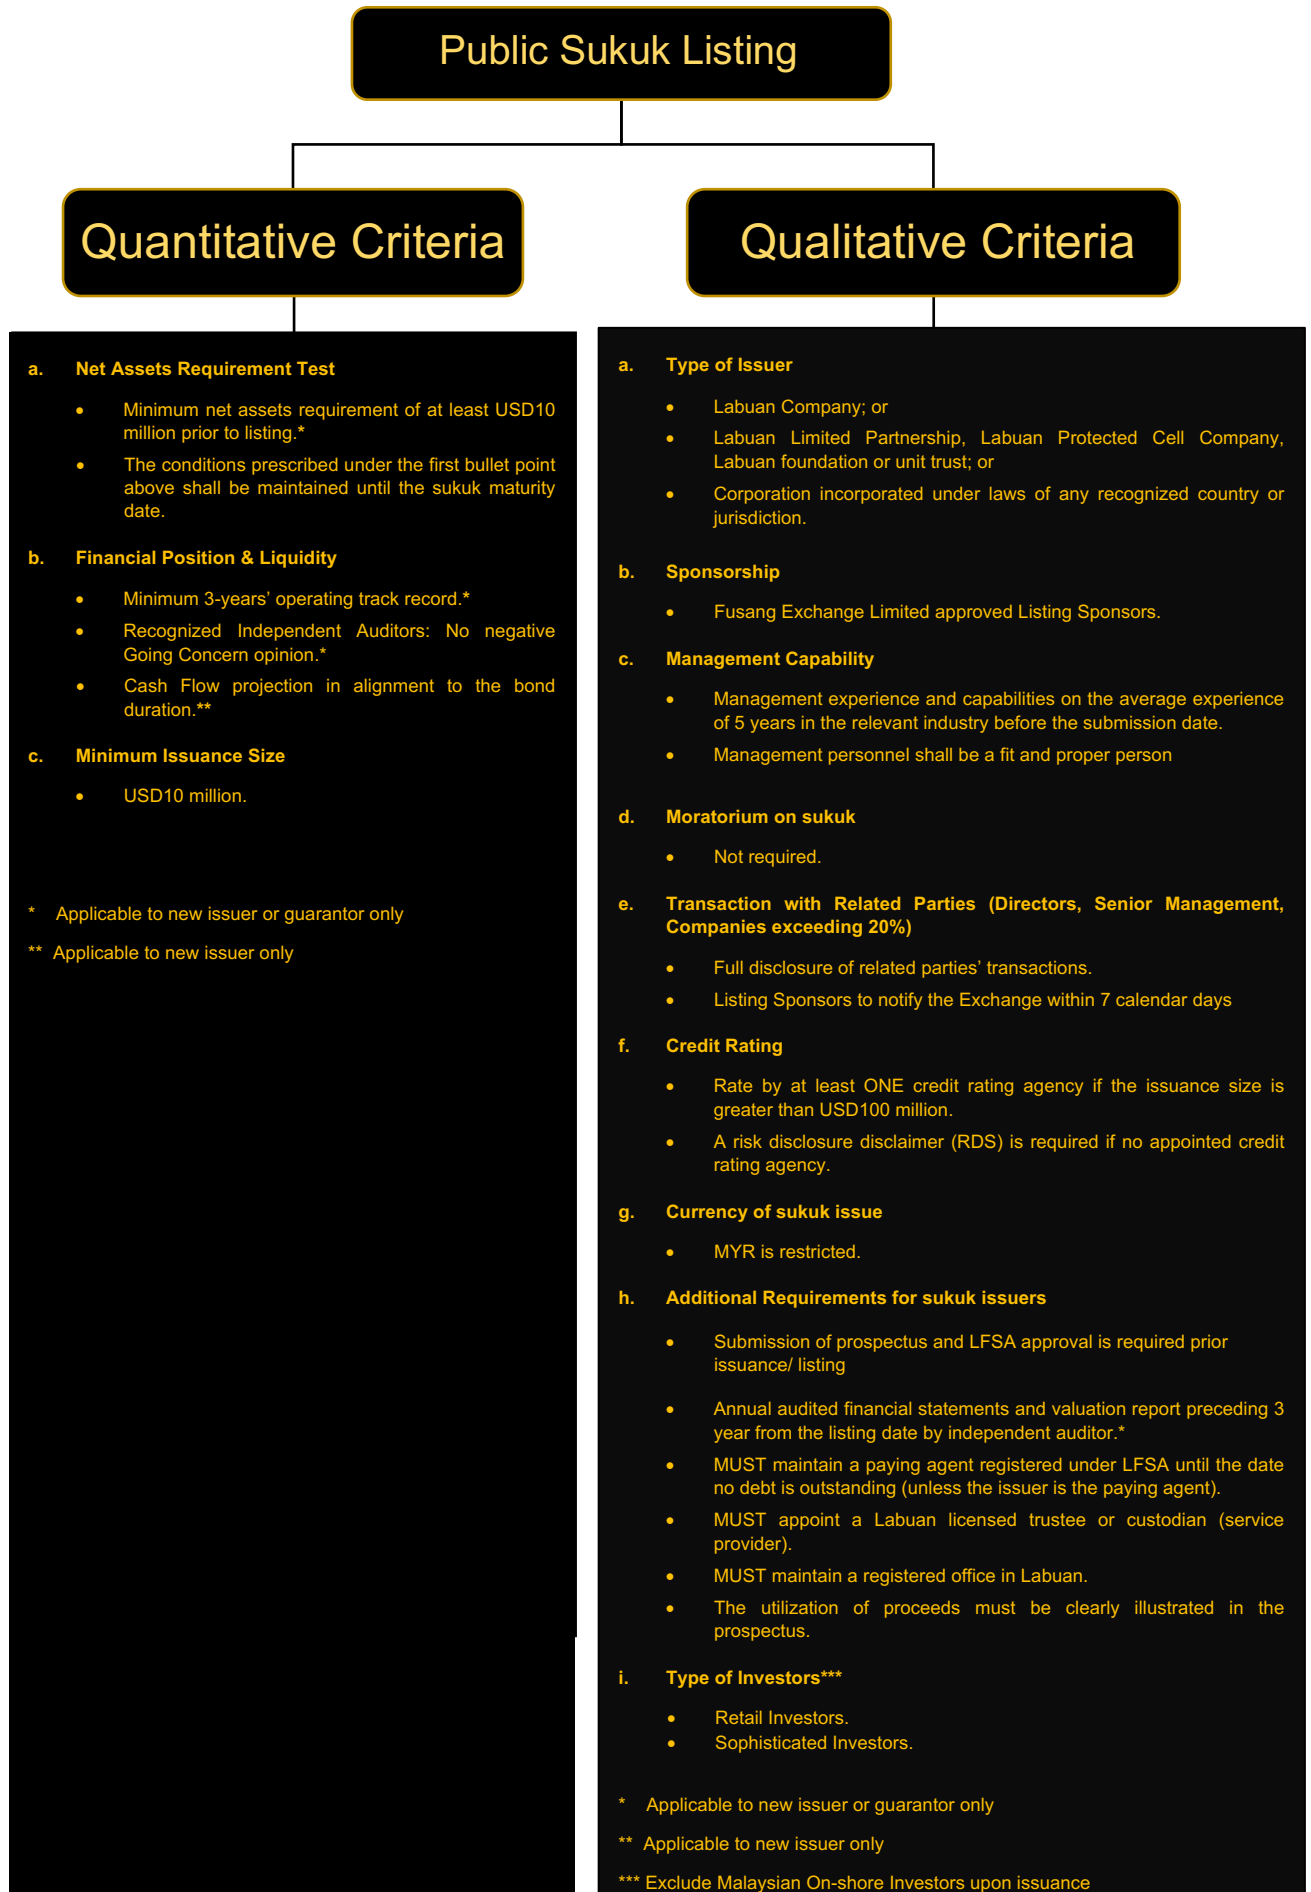 Public Sukuk Listing
Quantitative Criteria
a. Net Assets Requirement Test
• Minimum net assets requirement of at least USD10
million prior to listing.*
• The conditions prescribed under the first bullet point
above shall be maintained until the sukuk maturity
date.
b. Financial Position & Liquidity
• Minimum 3-years’ operating track record.*
• Recognized Independent Auditors: No negative
Going Concern opinion.*
• Cash Flow projection in alignment to the bond
duration.**
c. Minimum Issuance Size
• USD10 million.
* Applicable to new issuer or guarantor only
** Applicable to new issuer only
Qualitative Criteria
a. Type of Issuer
• Labuan Company; or
• Labuan Limited Partnership, Labuan Protected Cell Company,
Labuan foundation or unit trust; or
• Corporation incorporated under laws of any recognized country or
jurisdiction.
b. Sponsorship
• Fusang Exchange Limited approved Listing Sponsors.
c. Management Capability
• Management experience and capabilities on the average experience
of 5 years in the relevant industry before the submission date.
• Management personnel shall be a fit and proper person
d. Moratorium on sukuk
• Not required.
e. Transaction with Related Parties (Directors, Senior Management,
Companies exceeding 20%)
• Full disclosure of related parties’ transactions.
• Listing Sponsors to notify the Exchange within 7 calendar days
f. Credit Rating
• Rate by at least ONE credit rating agency if the issuance size is
greater than USD100 million.
• A risk disclosure disclaimer (RDS) is required if no appointed credit
rating agency.
g. Currency of sukuk issue
• MYR is restricted.
h. Additional Requirements for sukuk issuers
• Submission of prospectus and LFSA approval is required prior
issuance/ listing
• Annual audited financial statements and valuation report preceding 3
year from the listing date by independent auditor.*
• MUST maintain a paying agent registered under LFSA until the date
no debt is outstanding (unless the issuer is the paying agent).
• MUST appoint a Labuan licensed trustee or custodian (service
provider).
• MUST maintain a registered office in Labuan.
• The utilization of proceeds must be clearly illustrated in the
prospectus.
i. Type of Investors***
• Retail Investors.
• Sophisticated Investors.
* Applicable to new issuer or guarantor only
** Applicable to new issuer only
*** Exclude Malaysian On-shore Investors upon issuance